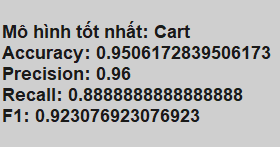 Mô hình tốt nhất: Cart
Accuracy: 0.9506172839506173
Precision: 0.96
Recall: 0.8888888888888888
F1: 0.923076923076923